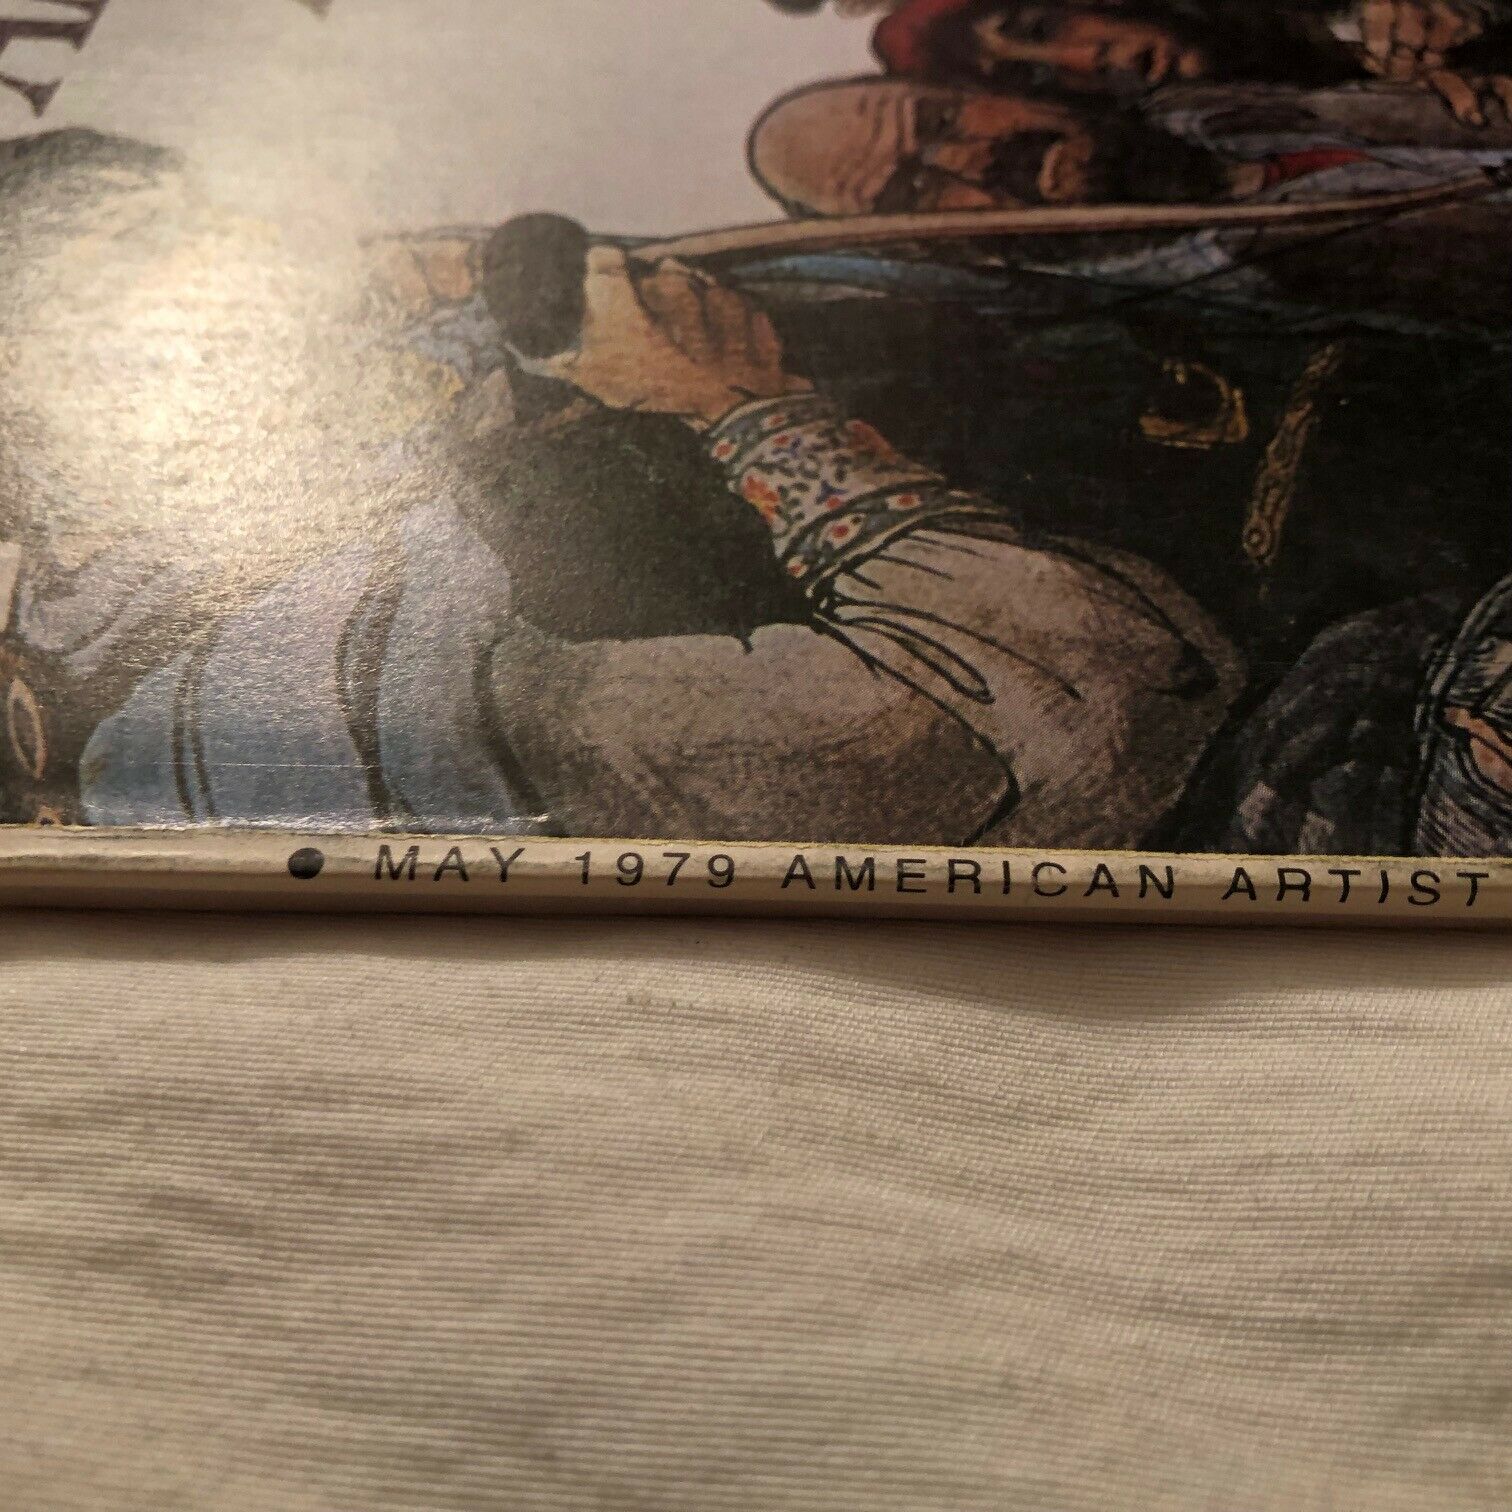 ● MAY 1979 AMERICAN ARTIST